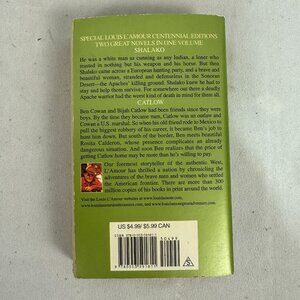 SPECIAL LOUIS L'AMOUR CENTENNIAL EDITIONS
TWO GREAT NOVELS IN ONE VOLUME
SHALAKO
He was a white man as cunning as any Indian, a loner who
trusted in nothing but his weapon and his horse. But then
Shalako came across a European hunting party, and a brave and
beautiful woman, stranded and defenseless in the Sonoran
Desert—the Apaches' killing ground. Shalako knew he had to
stay and help them survive. For somewhere out there a deadly
Apache warrior had the worst kind of death in mind for them all.
CATLOW
Ben Cowan and Bijah Catlow had been friends since they were
boys. By the time they became men, Catlow was an outlaw and
Cowan a U.S. marshal. So when his old friend rode to Mexico to
pull the biggest robbery of his career, it became Ben's job to
hunt him down. But south of the border, Ben meets beautiful
Rosita Calderon, whose presence complicates an already
dangerous situation. And soon Ben realizes that the price of
getting Catlow home may be more than he's willing to pay.
Our foremost storyteller of the authentic West,
L'Amour has thrilled a nation by chronicling the
adventures of the brave men and women who settled
the American frontier. There are more than
million copies of his books in print around the world.
Visit the Louis L'Amour websites at www.louislamour.com
US $4.99/ $5.99 CAN
50499
S